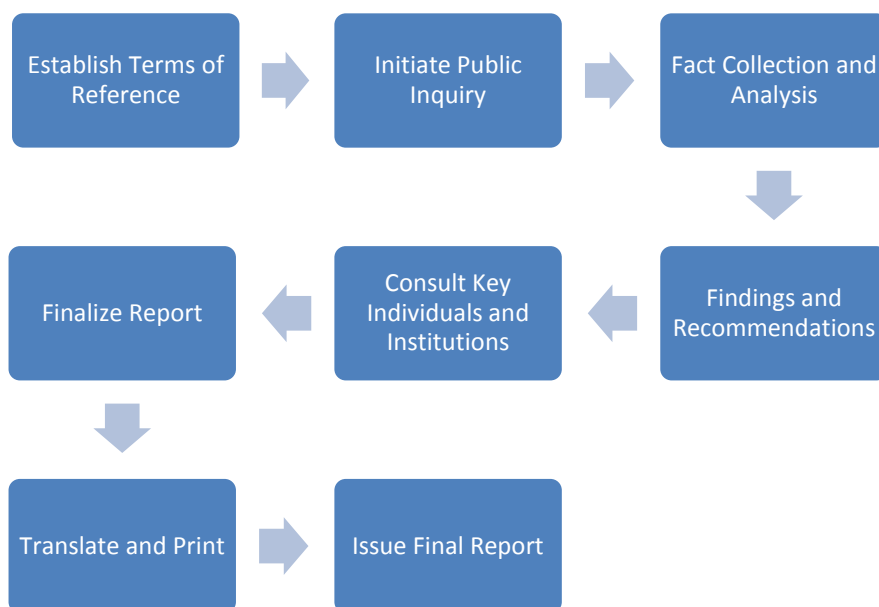 Establish Terms of
Reference
Initiate Public
Inquiry
Fact Collection and
Analysis
Findings and
Recommendations
Consult Key
Individuals and
Institutions
Finalize Report
Translate and Print
Issue Final Report